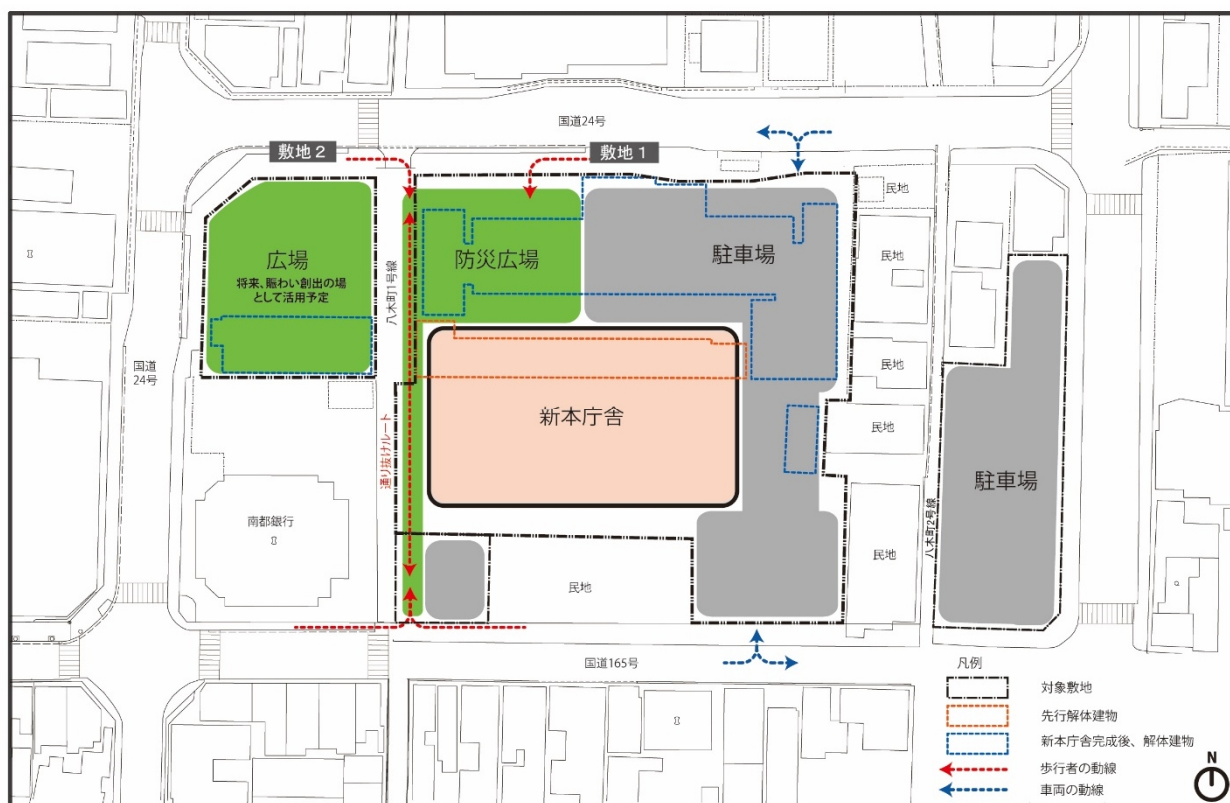 国道24号
敷地2
敷地1
民地
広場
将来、賑わい創出の場
として活用予定
八木町1号線
防災広場
駐車場
民地
国道
24号
民地
新本庁舎
民地
通り抜けルート
駐車場
八木町2号線
南都銀行
民地
民地
国道165号
凡例
対象敷地
先行解体建物
新本庁舎完成後、解体建物
歩行者の動線
車両の動線
N